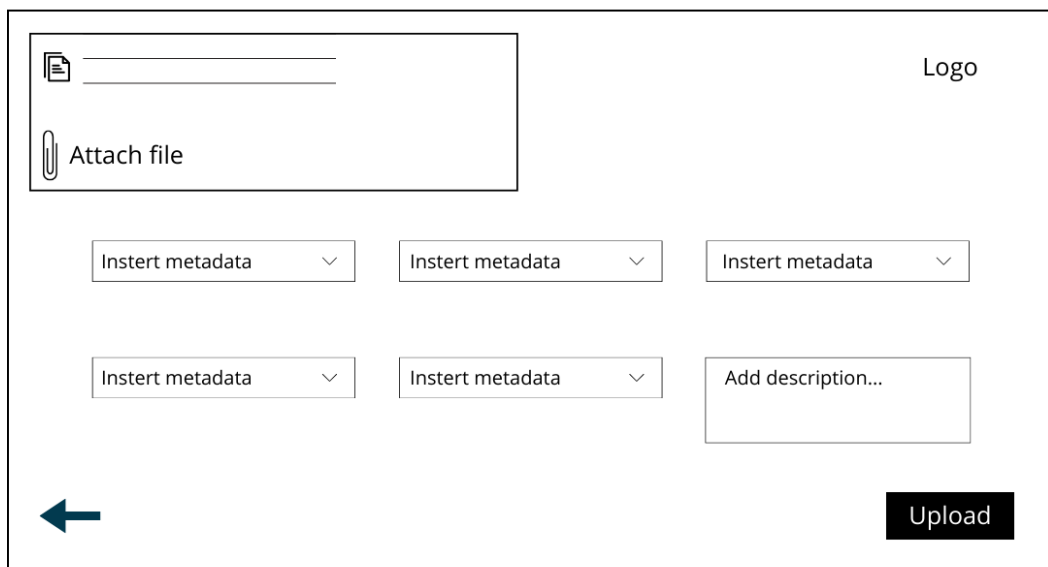 Logo
Attach file
Instert metadata
Instert metadata
Instert metadata
Instert metadata
Instert metadata
Add description...
Upload